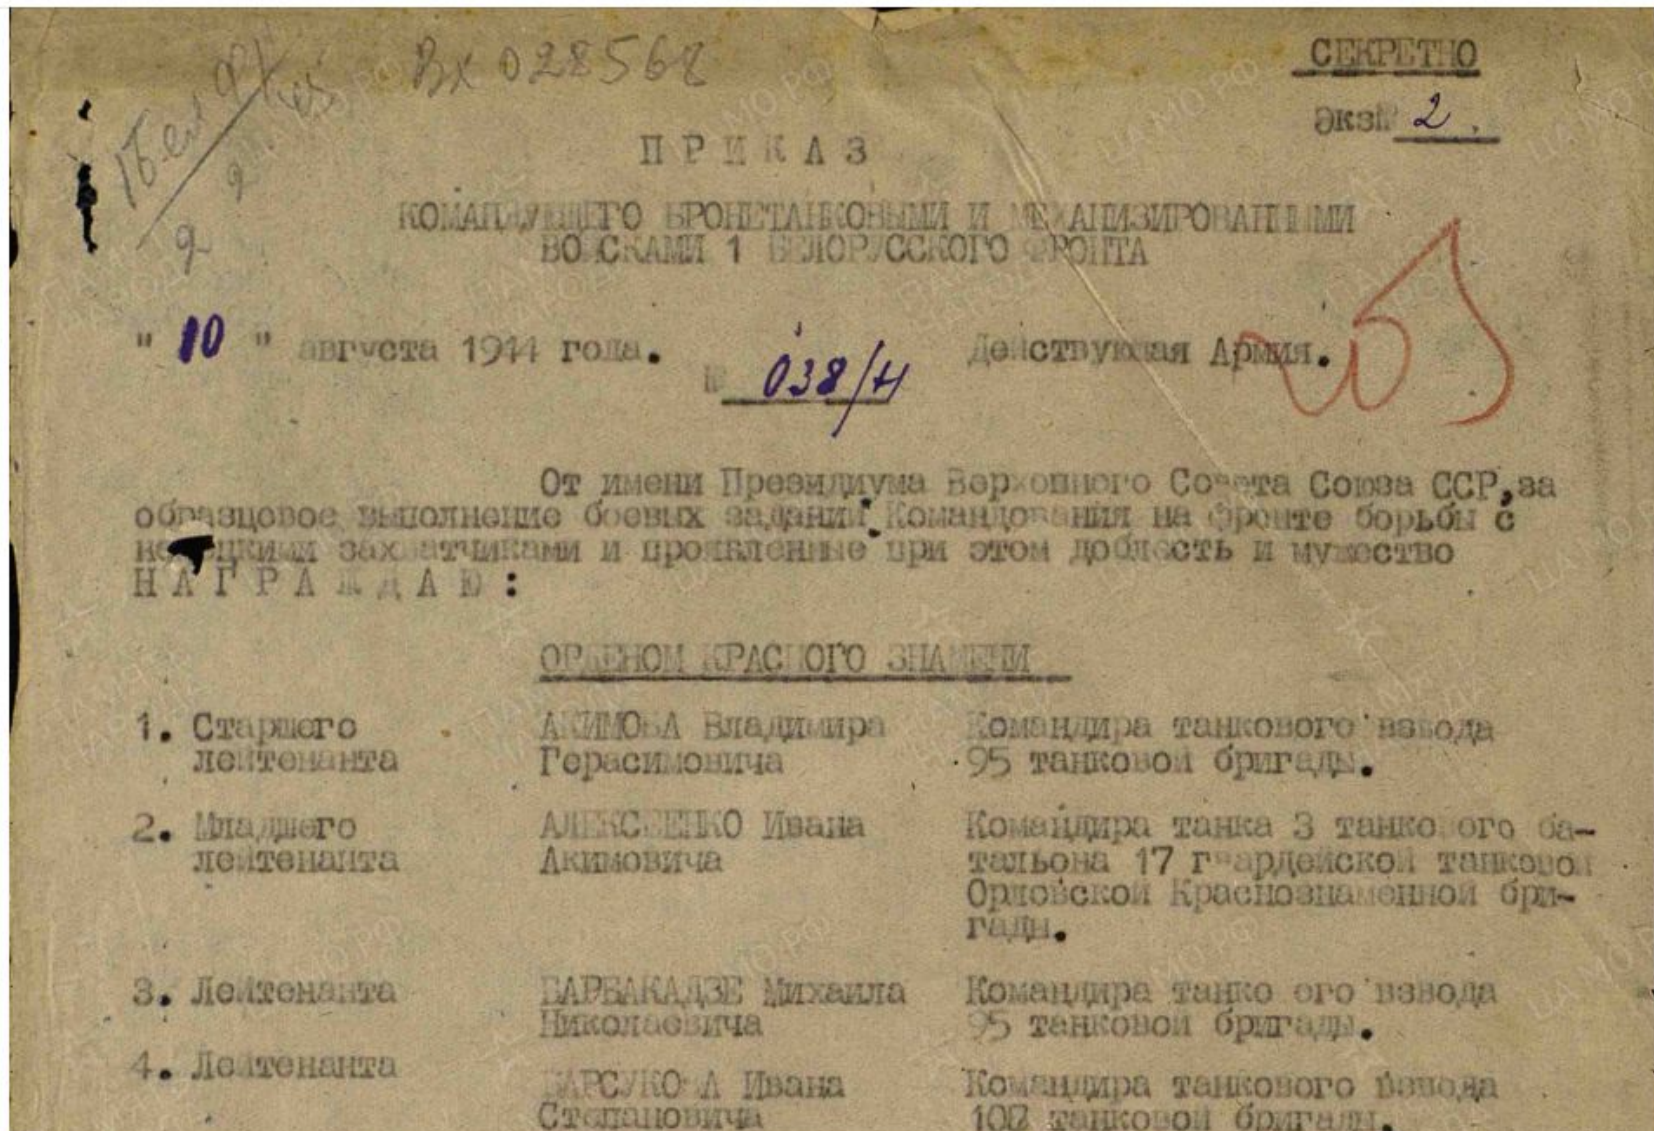 Вх 028568
СЕКРЕТНО
Экз№ 2.
ПРИКАЗ
КОМАНДУЮЩЕГО БРОНЕТАНКОВЫМИ И МЕХАНИЗИРОВАННЫМИ
ВОЙСКАМИ 1 БЕЛОРУССКОГО ФРОНТА
" 10 " августа 1944 года.
№ 038/н
Действующая Армия.
От имени Президиума Верховного Совета Союза ССР, за
образцовое выполнение боевых заданий Командования на фронте борьбы с
немецкими захватчиками и проявленные при этом доблесть и мужество
НАГРАЖДАЮ:
ОРДЕНОМ КРАСНОГО ЗНАМЕНИ
1. Старшего АКИМОВА Владимира Командира танкового взвода
лейтенанта Герасимовича 95 танковой бригады.
2. Младшего АЛЕКСЕЕНКО Ивана Командира танка 3 танкового ба-
лейтенанта Акимовича тальона 17 гвардейской танковой
Орловской Краснознаменной бри-
гады.
3. Лейтенанта БАРБАКАДЗЕ Михаила Командира танкового взвода
Николаевича 95 танковой бригады.
4. Лейтенанта
БАРСУКОВА Ивана Командира танкового взвода
Степановича танковой бригады.